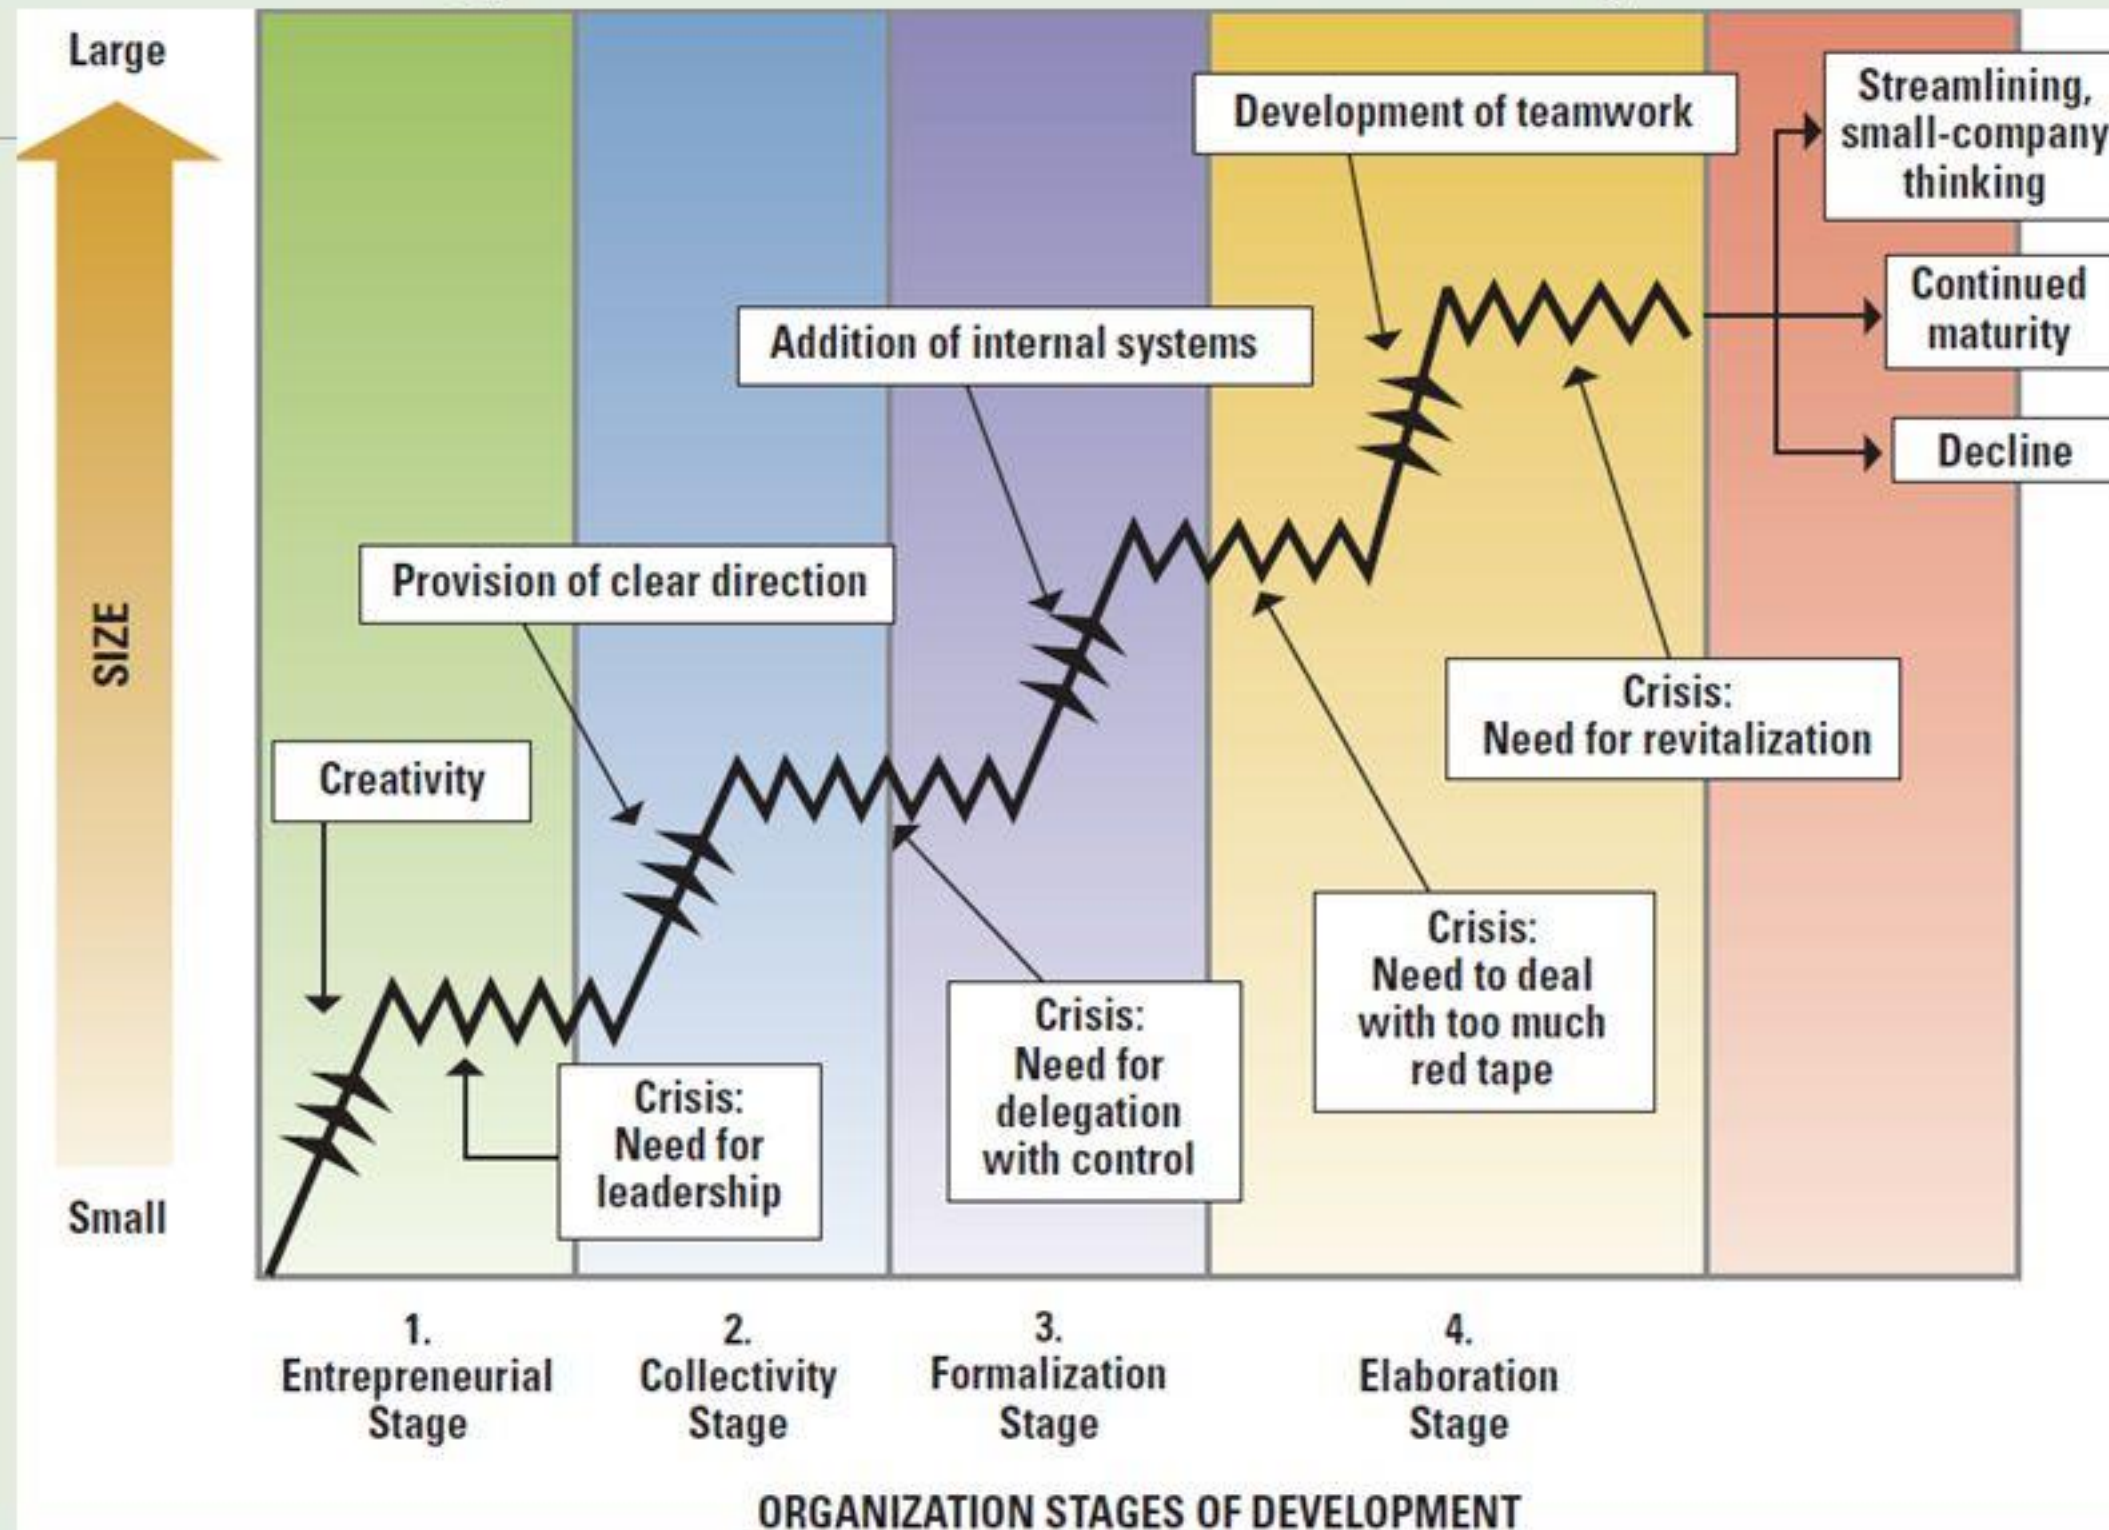 Large
SIZE
Small
Creativity
Provision of clear direction
Addition of internal systems
Development of teamwork
Streamlining,
small-company
thinking
Continued
maturity
Decline
Crisis:
Need for
leadership
Crisis:
Need for
delegation
with control
Crisis:
Need to deal
with too much
red tape
Crisis:
Need for revitalization
1.
Entrepreneurial
Stage
2.
Collectivity
Stage
3.
Formalization
Stage
4.
Elaboration
Stage
ORGANIZATION STAGES OF DEVELOPMENT